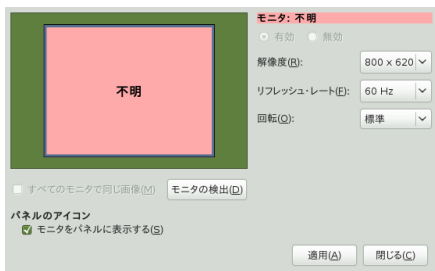 モニタ: 不明
有効 無効
解像度(R): 800 x 620
不明
リフレッシュ・レート(F): 60 Hz
回転(O): 標準
すべてのモニタで同じ画像(M) モニタの検出(D)
パネルのアイコン
モニタをパネルに表示する(S)
適用(A) 閉じる(C)